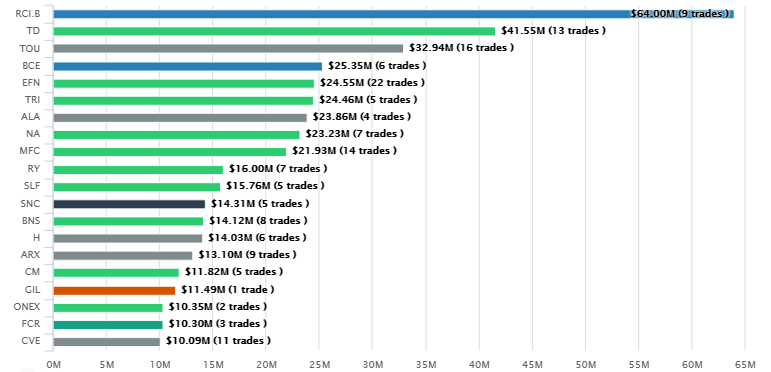 RCI.B $64.00M (9 trades )
TD $41.55M (13 trades )
TOU $32.94M (16 trades )
BCE $25.35M (6 trades )
EFN $24.55M (22 trades )
TRI $24.46M (5 trades )
ALA $23.86M (4 trades )
NA $23.23M (7 trades )
MFC $21.93M (14 trades )
RY $16.00M (7 trades )
SLF $15.76M (5 trades )
SNC $14.31M (5 trades )
BNS $14.12M (8 trades )
H $14.03M (6 trades )
ARX $13.10M (9 trades )
CM $11.82M (5 trades )
GIL $11.49M (1 trade )
ONEX $10.35M (2 trades )
FCR $10.30M (3 trades )
CVE $10.09M (11 trades )
0M 5M 10M 15M 20M 25M 30M 35M 40M 45M 50M 55M 60M 65M